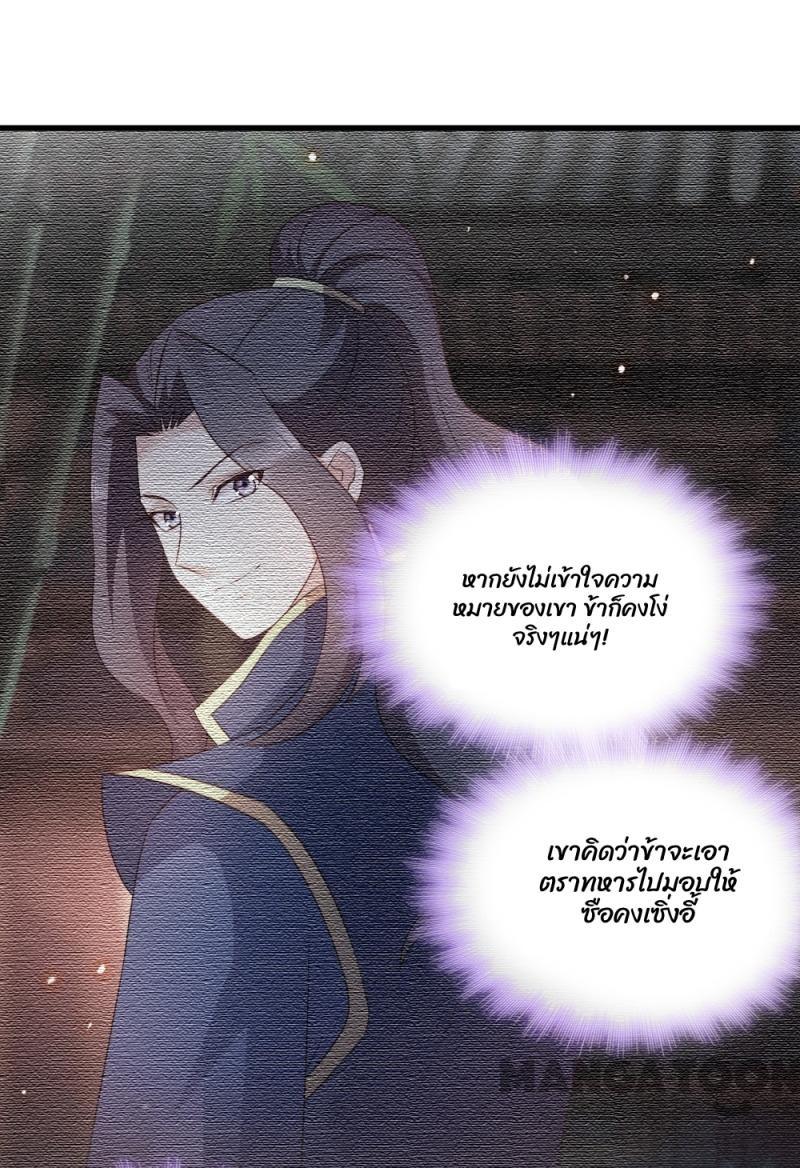 หากยังไม่เข้าใจความ
หมายของเขา ข้าก็คงโง่
จริงๆแน่ๆ!
เขาคิดว่าข้าจะเอา
ตราทหารไปมอบให้
ซือคงเซิ่งอี้
MANGATOON